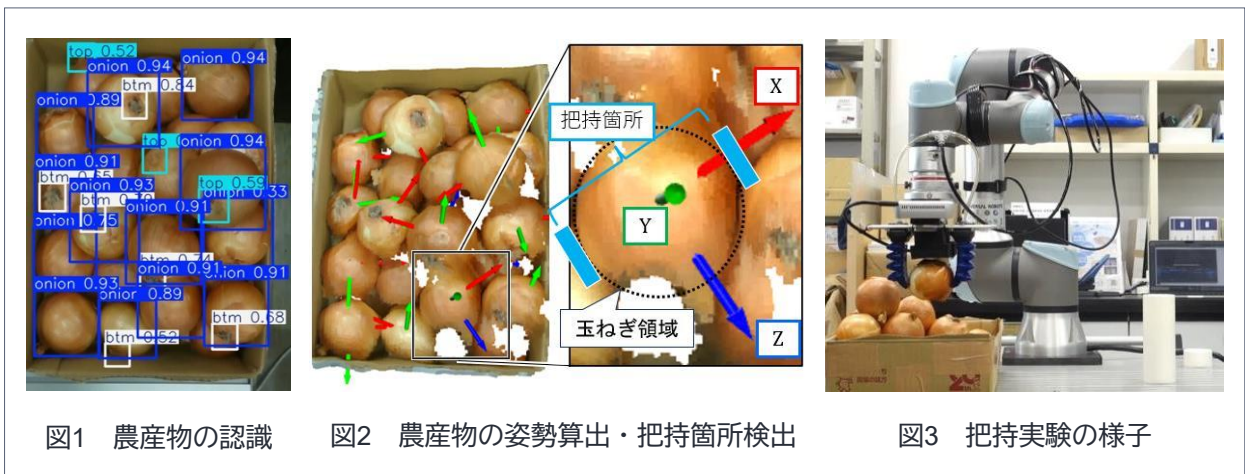 top 0.52
onion 0.94
onion 0.94
btm 0.84
onion 0.89
onion 0.94
onion 0.91
onion 0.93
top 0.59
onion 0.91
onion 0.75
onion 0.91
onion 0.91
onion 0.93
onion 0.89
btm 0.68
btm 0.52
把持箇所
X
Y
玉ねぎ領域
Z
図1 農産物の認識
図2 農産物の姿勢算出・把持箇所検出
図3 把持実験の様子